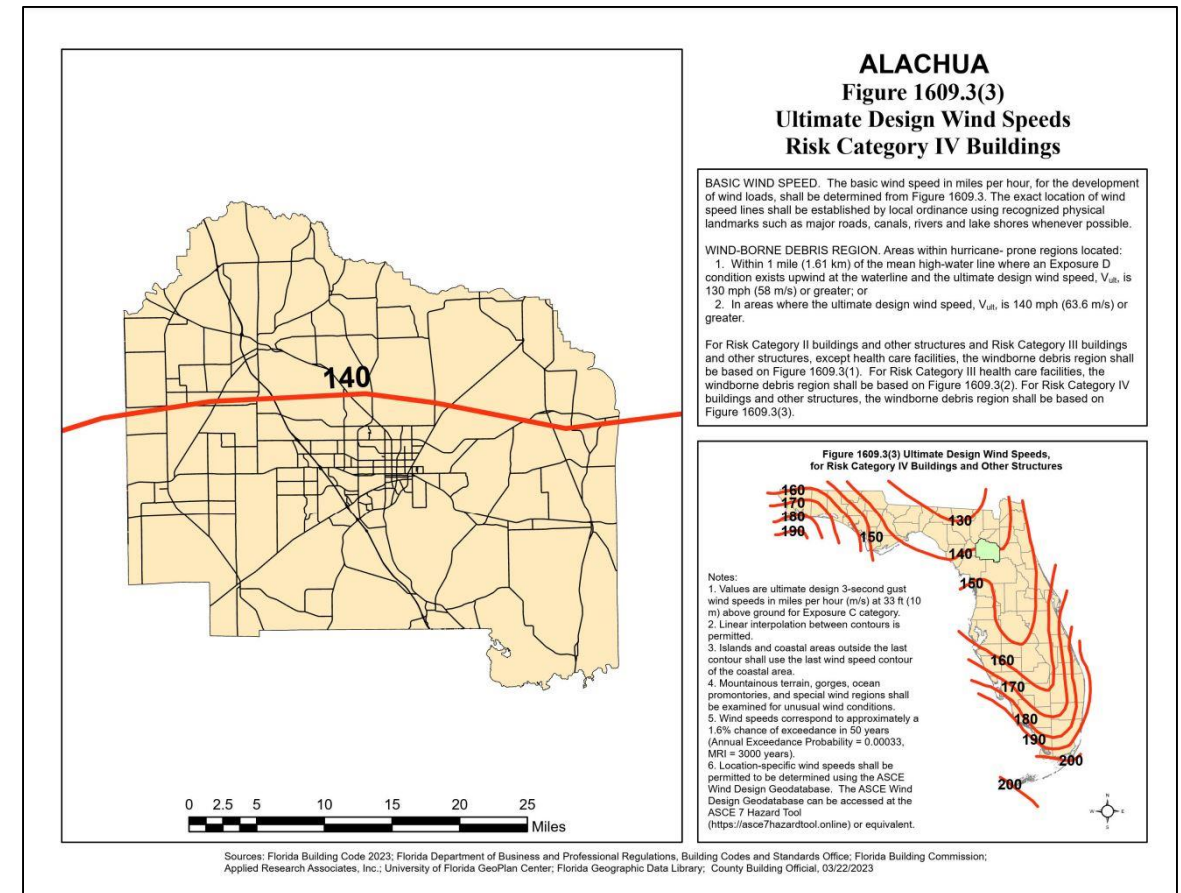 ALACHUA
Figure 1609.3(3)
Ultimate Design Wind Speeds
Risk Category IV Buildings
BASIC WIND SPEED.  The basic wind speed in miles per hour, for the development
of wind loads, shall be determined from Figure 1609.3. The exact location of wind
speed lines shall be established by local ordinance using recognized physical
landmarks such as major roads, canals, rivers and lake shores whenever possible.
WIND-BORNE DEBRIS REGION. Areas within hurricane- prone regions located:
1.  Within 1 mile (1.61 km) of the mean high-water line where an Exposure D
condition exists upwind at the waterline and the ultimate design wind speed, Vult, is
130 mph (58 m/s) or greater; or
2.  In areas where the ultimate design wind speed, Vult, is 140 mph (63.6 m/s) or
greater.
For Risk Category II buildings and other structures and Risk Category III buildings
and other structures, except health care facilities, the windborne debris region shall
be based on Figure 1609.3(1).  For Risk Category III health care facilities, the
windborne debris region shall be based on Figure 1609.3(2). For Risk Category IV
buildings and other structures, the windborne debris region shall be based on
Figure 1609.3(3).
140
0 2.5 5 10 15 20 25
Miles
Figure 1609.3(3) Ultimate Design Wind Speeds,
for Risk Category IV Buildings and Other Structures
160
170
180
190
150
130
140
150
160
170
180
190
200
200
N
W E
S
Notes:
1. Values are ultimate design 3-second gust
wind speeds in miles per hour (m/s) at 33 ft (10
m) above ground for Exposure C category.
2. Linear interpolation between contours is
permitted.
3. Islands and coastal areas outside the last
contour shall use the last wind speed contour
of the coastal area.
4. Mountainous terrain, gorges, ocean
promontories, and special wind regions shall
be examined for unusual wind conditions.
5. Wind speeds correspond to approximately a
1.6% chance of exceedance in 50 years
(Annual Exceedance Probability = 0.00033,
MRI = 3000 years).
6. Location-specific wind speeds shall be
permitted to be determined using the ASCE
Wind Design Geodatabase.  The ASCE Wind
Design Geodatabase can be accessed at the
ASCE 7 Hazard Tool
(https://asce7hazardtool.online) or equivalent.
Sources: Florida Building Code 2023; Florida Department of Business and Professional Regulations, Building Codes and Standards Office; Florida Building Commission;
Applied Research Associates, Inc.; University of Florida GeoPlan Center; Florida Geographic Data Library;  County Building Official, 03/22/2023